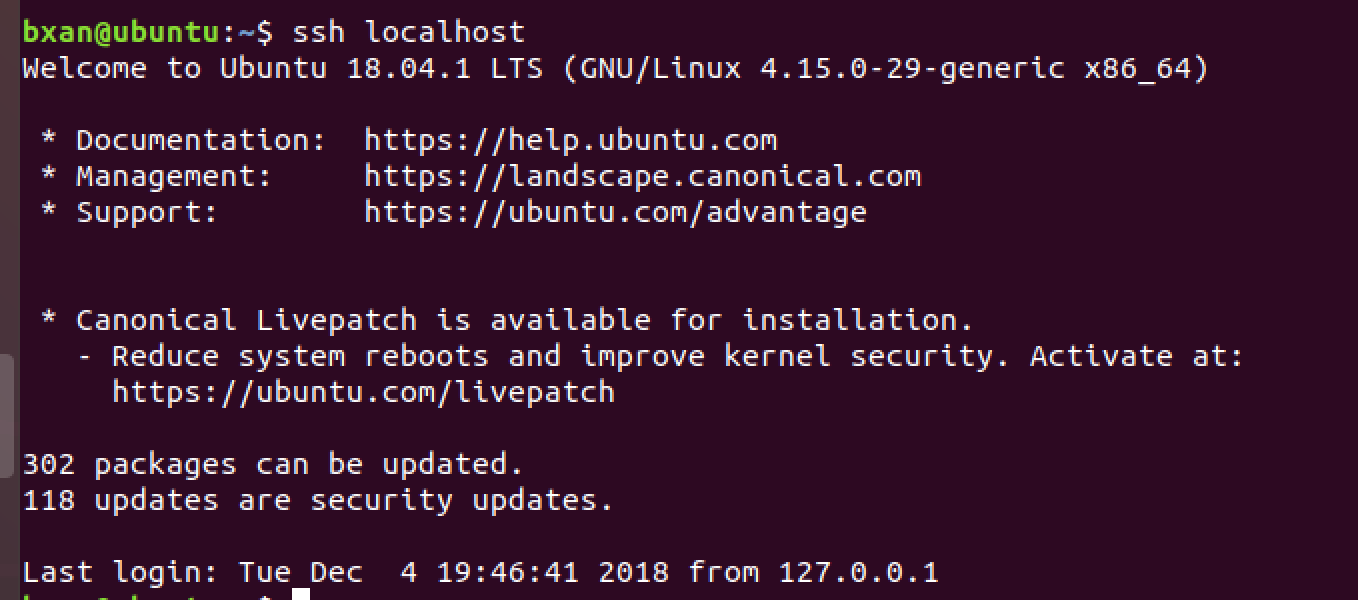 bxan@ubuntu:~$ ssh localhost
Welcome to Ubuntu 18.04.1 LTS (GNU/Linux 4.15.0-29-generic x86_64)
* Documentation:  https://help.ubuntu.com
* Management:     https://landscape.canonical.com
* Support:        https://ubuntu.com/advantage
* Canonical Livepatch is available for installation.
- Reduce system reboots and improve kernel security. Activate at:
https://ubuntu.com/livepatch
302 packages can be updated.
118 updates are security updates.
Last login: Tue Dec  4 19:46:41 2018 from 127.0.0.1